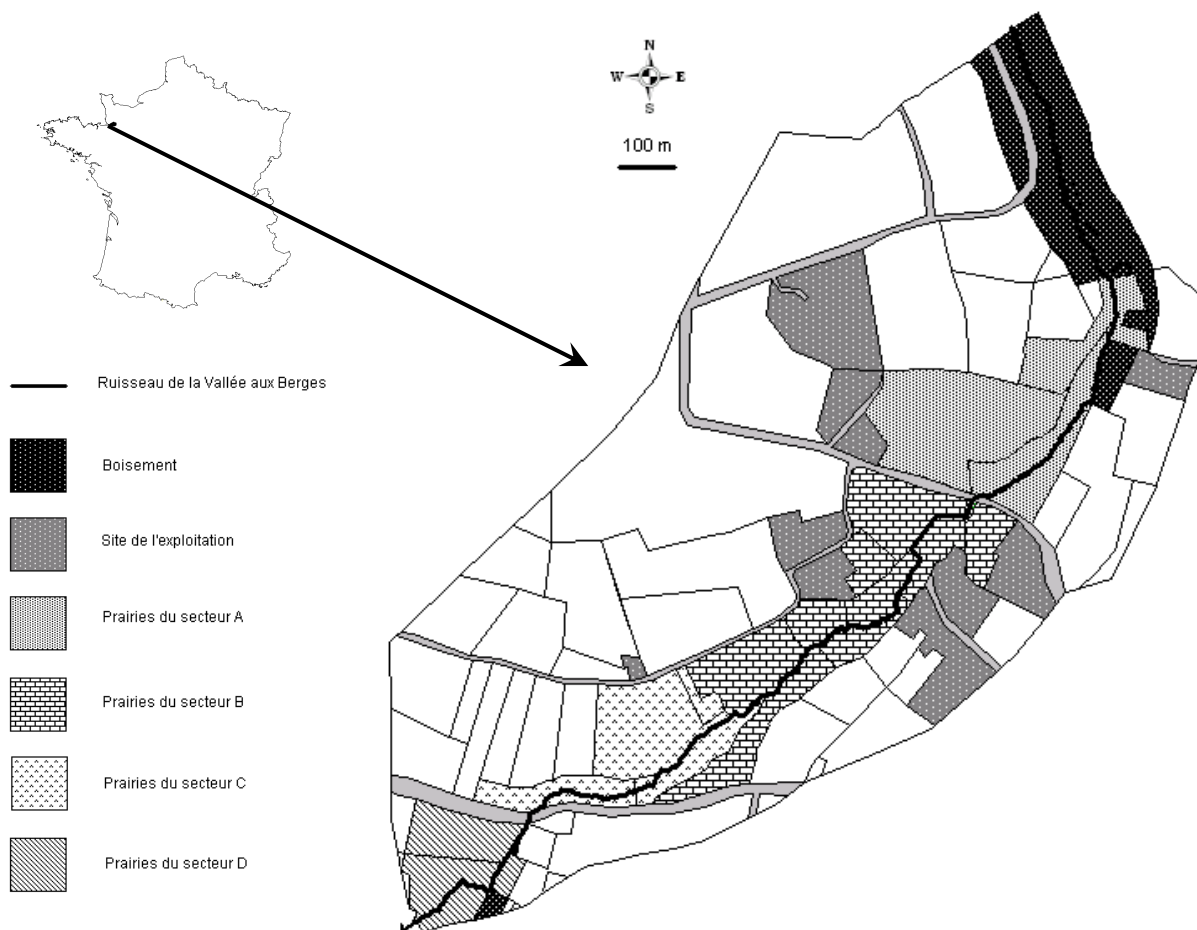 N
W E
S
100 m
Ruisseau de la Vallée aux Berges
Boisement
Site de l'exploitation
Prairies du secteur A
Prairies du secteur B
Prairies du secteur C
Prairies du secteur D